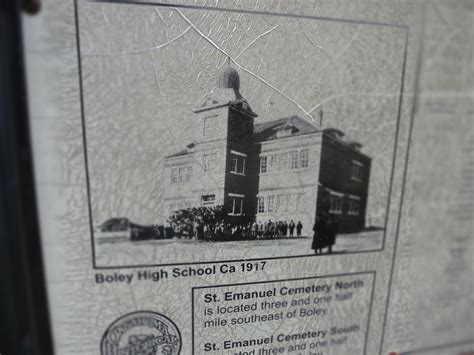 Boley High School Ca 1917
St. Emanuel Cemetery North
is located three and one half
mile southeast of Boley
St. Emanuel Cemetery South